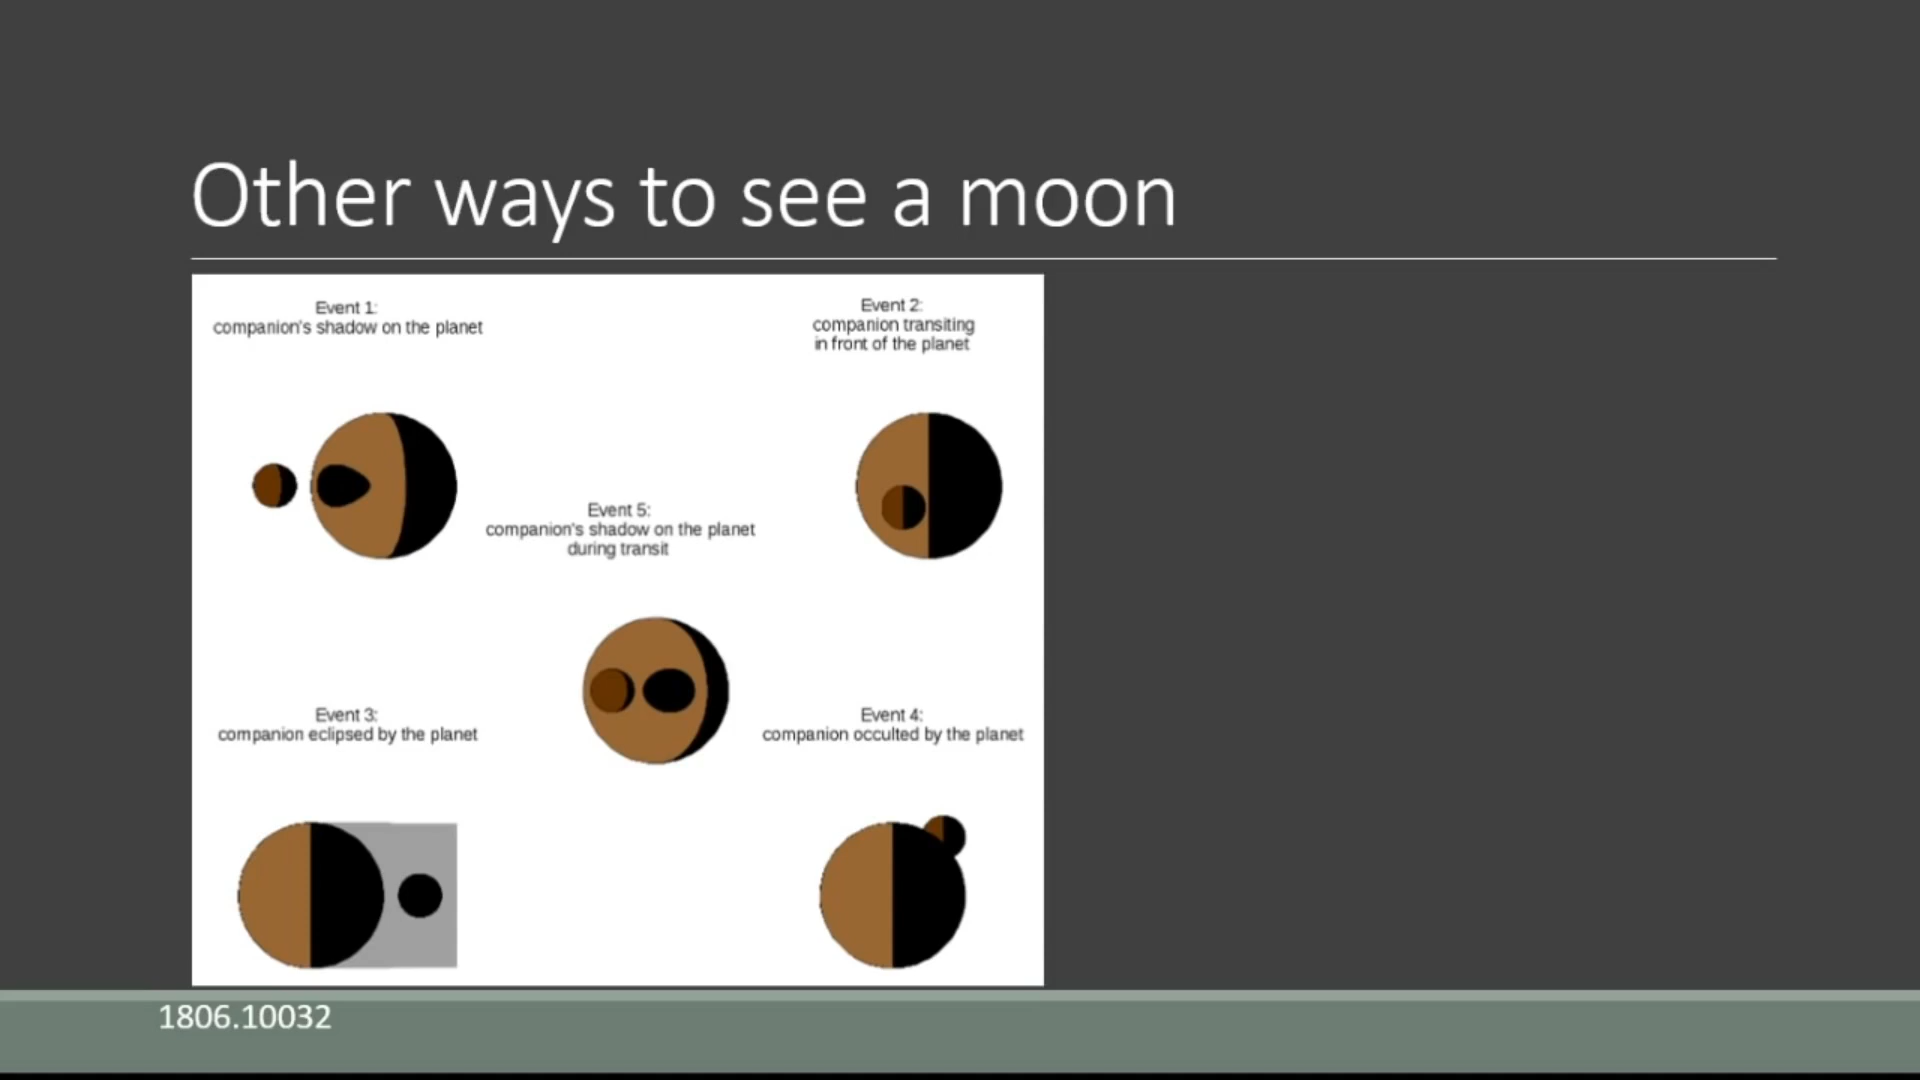 Other ways to see a moon
Event 1:
companion's shadow on the planet
Event 2:
companion transiting
in front of the planet
Event 5:
companion's shadow on the planet
during transit
Event 3:
companion eclipsed by the planet
Event 4:
companion occulted by the planet
1806.10032